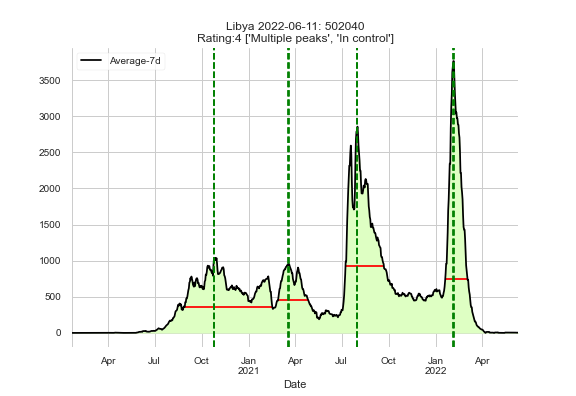 Libya 2022-06-11: 502040
Rating:4 ['Multiple peaks', 'In control']
Average-7d
3500
3000
2500
2000
1500
1000
500
0
Apr Jul Oct Jan Apr Jul Oct Jan Apr
2021 2022
Date